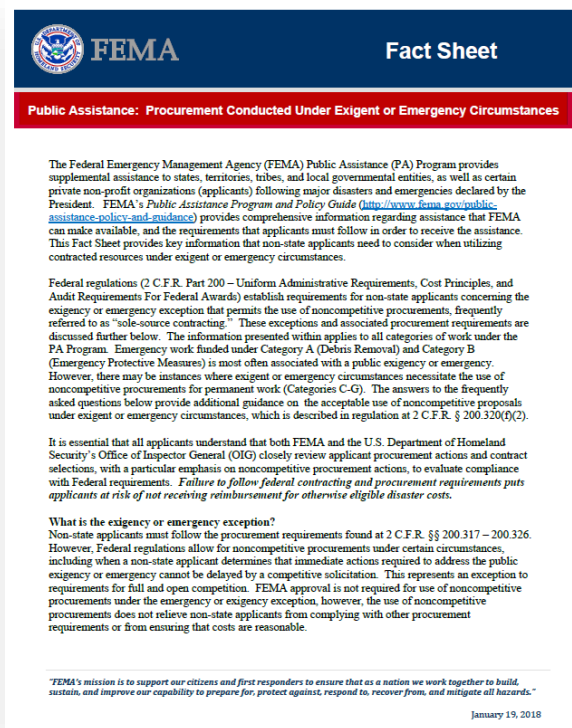 FEMA
Fact Sheet
Public Assistance: Procurement Conducted Under Exigent or Emergency Circumstances
The Federal Emergency Management Agency (FEMA) Public Assistance (PA) Program provides
supplemental assistance to states, territories, tribes, and local governmental entities, as well as certain
private non-profit organizations (applicants) following major disasters and emergencies declared by the
President. FEMA's Public Assistance Program and Policy Guide (http://www.fema.gov/public-
assistance-policy-and-guidance) provides comprehensive information regarding assistance that FEMA
can make available, and the requirements that applicants must follow in order to receive the assistance.
This Fact Sheet provides key information that non-state applicants need to consider when utilizing
contracted resources under exigent or emergency circumstances.
Federal regulations (2 C.F.R. Part 200 – Uniform Administrative Requirements, Cost Principles, and
Audit Requirements For Federal Awards) establish requirements for non-state applicants concerning the
exigency or emergency exception that permits the use of noncompetitive procurements, frequently
referred to as “sole-source contracting.” These exceptions and associated procurement requirements are
discussed further below. The information presented within applies to all categories of work under the
PA Program. Emergency work funded under Category A (Debris Removal) and Category B
(Emergency Protective Measures) is most often associated with a public exigency or emergency.
However, there may be instances where exigent or emergency circumstances necessitate the use of
noncompetitive procurements for permanent work (Categories C-G). The answers to the frequently
asked questions below provide additional guidance on the acceptable use of noncompetitive proposals
under exigent or emergency circumstances, which is described in regulation at 2 C.F.R. § 200.320(f)(2).
It is essential that all applicants understand that both FEMA and the U.S. Department of Homeland
Security's Office of Inspector General (OIG) closely review applicant procurement actions and contract
selections, with a particular emphasis on noncompetitive procurement actions, to evaluate compliance
with Federal requirements. Failure to follow federal contracting and procurement requirements puts
applicants at risk of not receiving reimbursement for otherwise eligible disaster costs.
What is the exigency or emergency exception?
Non-state applicants must follow the procurement requirements found at 2 C.F.R. §§ 200.317 – 200.326.
However, Federal regulations allow for noncompetitive procurements under certain circumstances,
including when a non-state applicant determines that immediate actions required to address the public
exigency or emergency cannot be delayed by a competitive solicitation. This represents an exception to
requirements for full and open competition. FEMA approval is not required for use of noncompetitive
procurements under the emergency or exigency exception, however, the use of noncompetitive
procurements does not relieve non-state applicants from complying with other procurement
requirements or from ensuring that costs are reasonable.
"FEMA's mission is to support our citizens and first responders to ensure that as a nation we work together to build,
sustain, and improve our capability to prepare for, protect against, respond to, recover from, and mitigate all hazards."
January 19, 2018